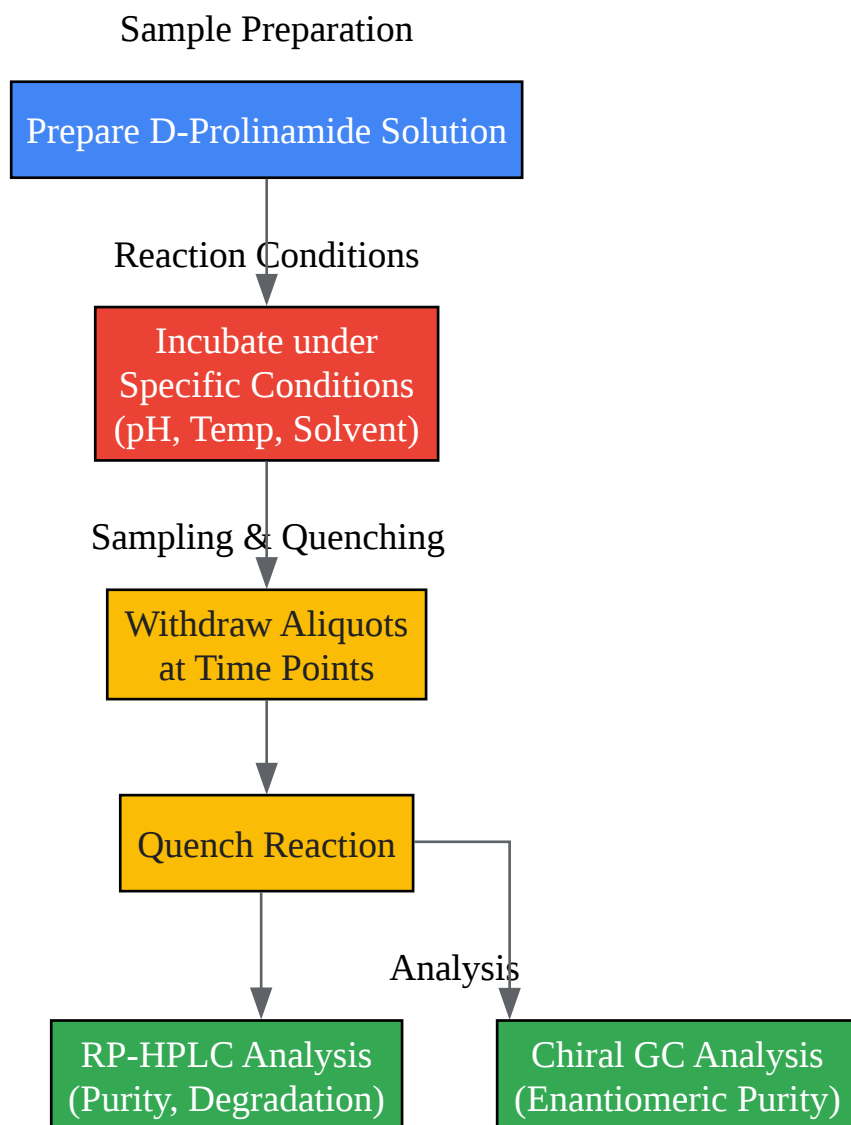 Sample Preparation
Prepare D-Prolinamide Solution
Reaction Conditions
Incubate under
Specific Conditions
(pH, Temp, Solvent)
Sampling & Quenching
Withdraw Aliquots
at Time Points
Quench Reaction
Analysis
RP-HPLC Analysis
(Purity, Degradation)
Chiral GC Analysis
(Enantiomeric Purity)